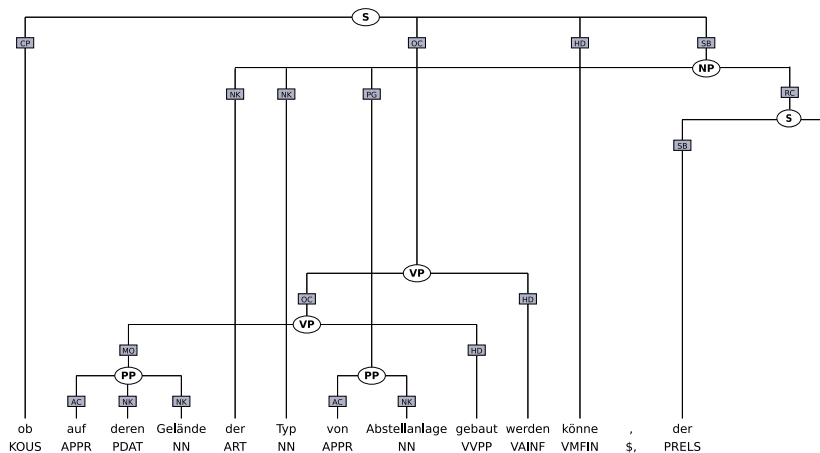 S
CP OC HD SB
NP
NK NK PG RC
S
SB
VP
OC HD
VP
MO HD
PP PP
AC NK NK AC NK
ob auf deren Gelände der Typ von Abstellanlage gebaut werden könne , der
KOUS APPR PDAT NN ART NN APPR NN VVPP VAINF VMFIN $, PRELS